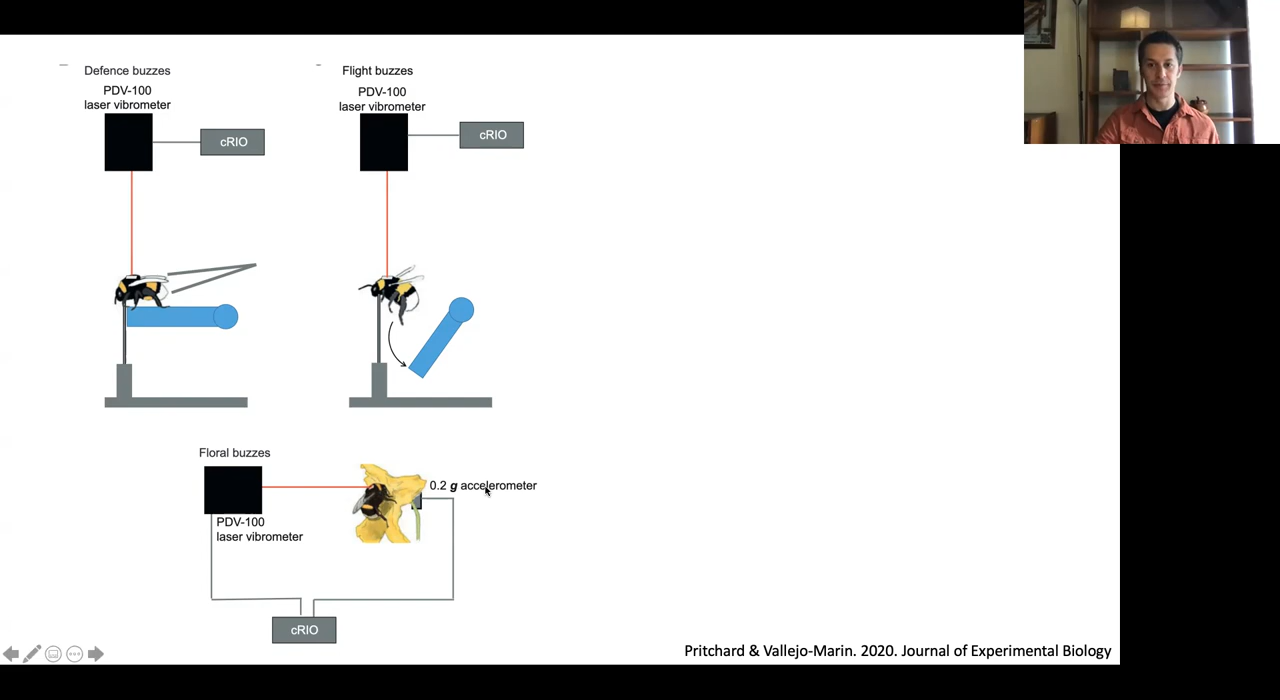 Defence buzzes
PDV-100
laser vibrometer
cRIO
Flight buzzes
PDV-100
laser vibrometer
cRIO
Floral buzzes
PDV-100
laser vibrometer
0.2 g accelerometer
cRIO
Pritchard & Vallejo-Marin. 2020. Journal of Experimental Biology